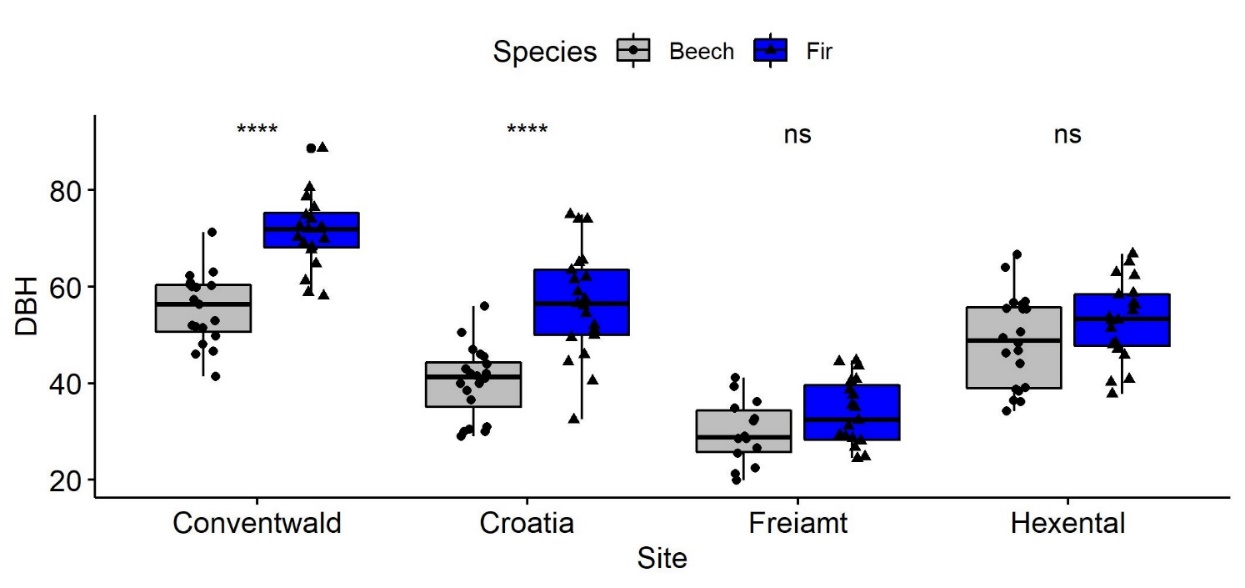 Species Beech Fir
**** **** ns ns
80
60
40
20
DBH
Conventwald Croatia Freiamt Hexental
Site